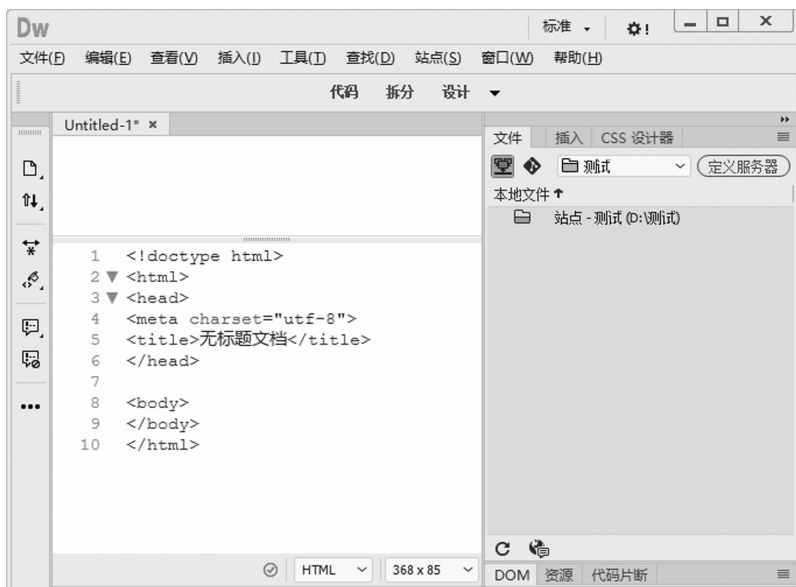 Dw 标准
文件(F) 编辑(E) 查看(V) 插入(I) 工具(T) 查找(D) 站点(S) 窗口(W) 帮助(H)
代码 拆分 设计
Untitled-1*
1 <!doctype html>
2 <html>
3 <head>
4 <meta charset="utf-8">
5 <title>无标题文档</title>
6 </head>
7
8 <body>
9 </body>
10 </html>
HTML 368 x 85
文件 插入 CSS 设计器
测试 定义服务器
本地文件
站点 - 测试 (D:\测试)
DOM 资源 代码片断